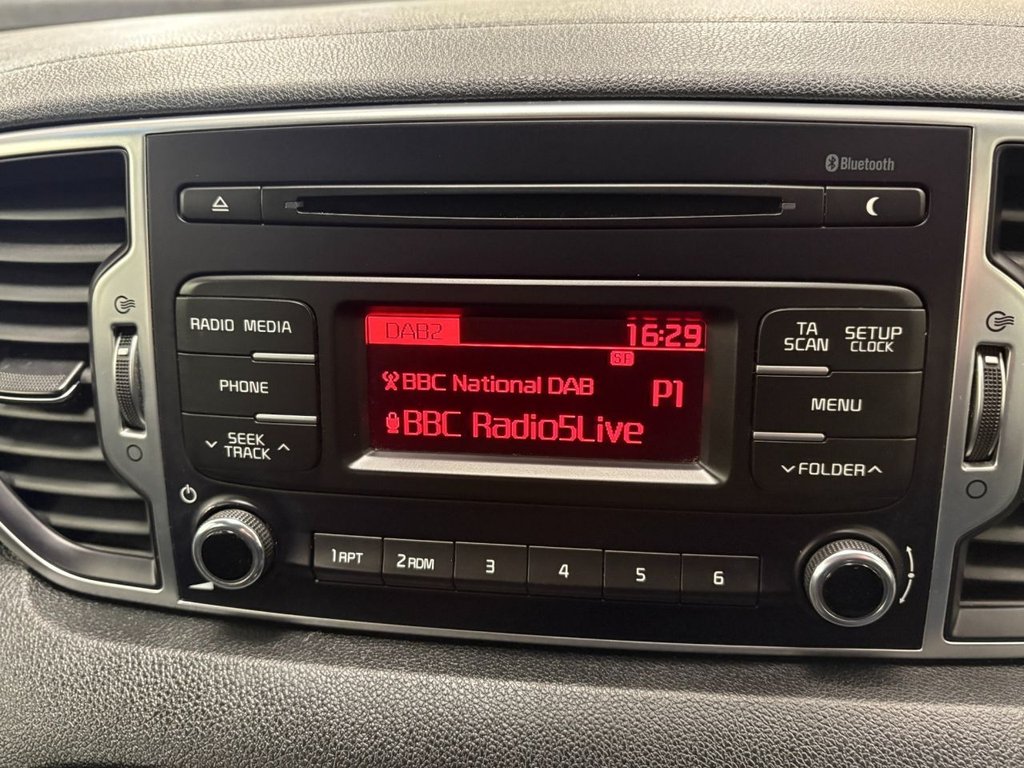 Bluetooth
RADIO MEDIA
PHONE
SEEK
TRACK
DAB2 16:29
SF
BBC National DAB P1
BBC Radio5Live
TA
SCAN
SETUP
CLOCK
MENU
FOLDER
1 RPT 2 RDM 3 4 5 6